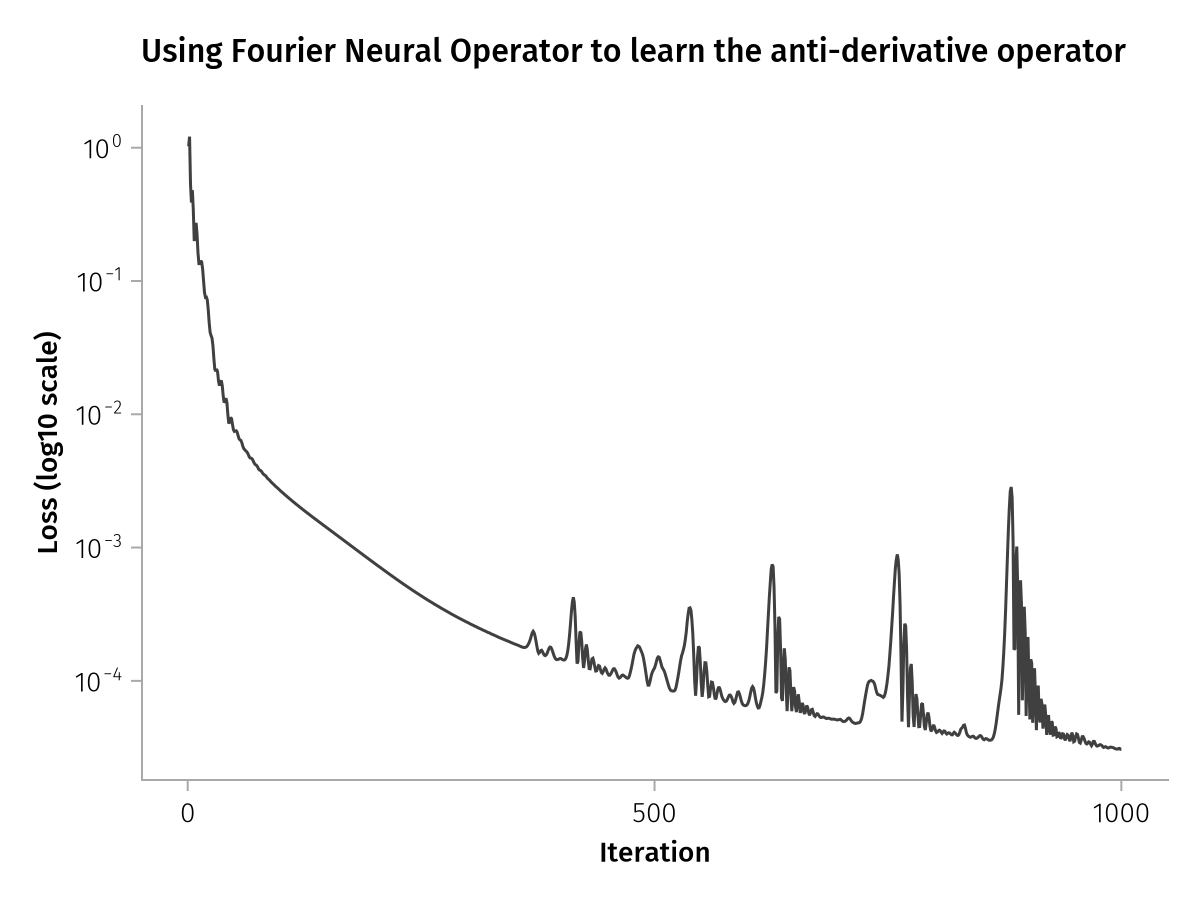 Using Fourier Neural Operator to learn the anti-derivative operator
Loss (log10 scale)
10⁰
10⁻¹
10⁻²
10⁻³
10⁻⁴
0 500 1000
Iteration